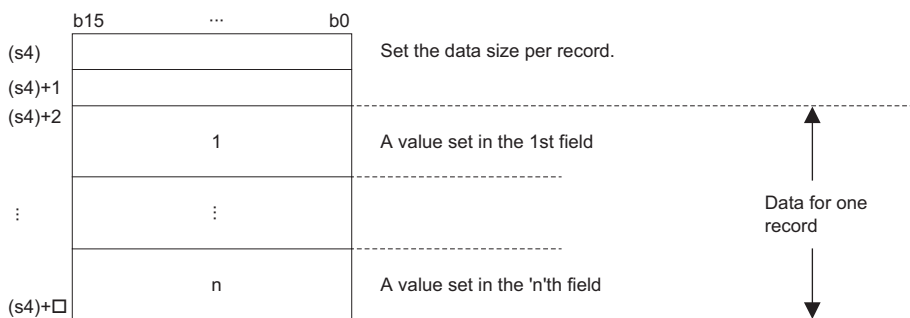 b15 ··· b0
(s4) Set the data size per record.
(s4)+1
(s4)+2
1 A value set in the 1st field
⋮ ⋮
Data for one
record
n A value set in the 'n'th field
(s4)+□